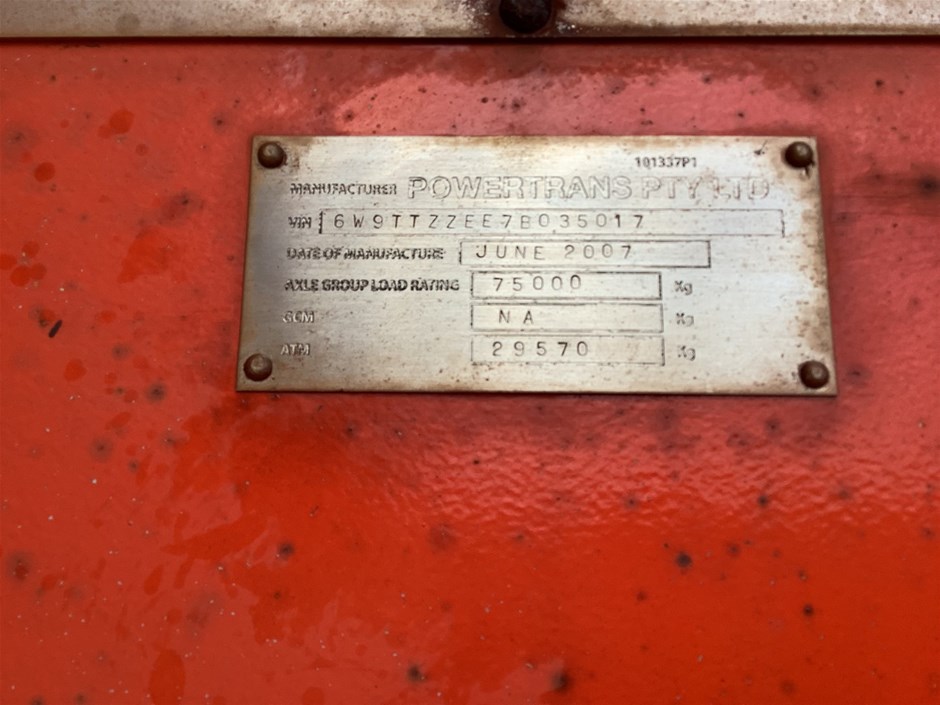 101337P1
MANUFACTURER POWERTRANS PTY LTD
VIN 6W9TTZZEE7B035017
DATE OF MANUFACTURE JUNE 2007
AXLE GROUP LOAD RATING 75000 Kg
GCM NA Kg
ATM 29570 Kg